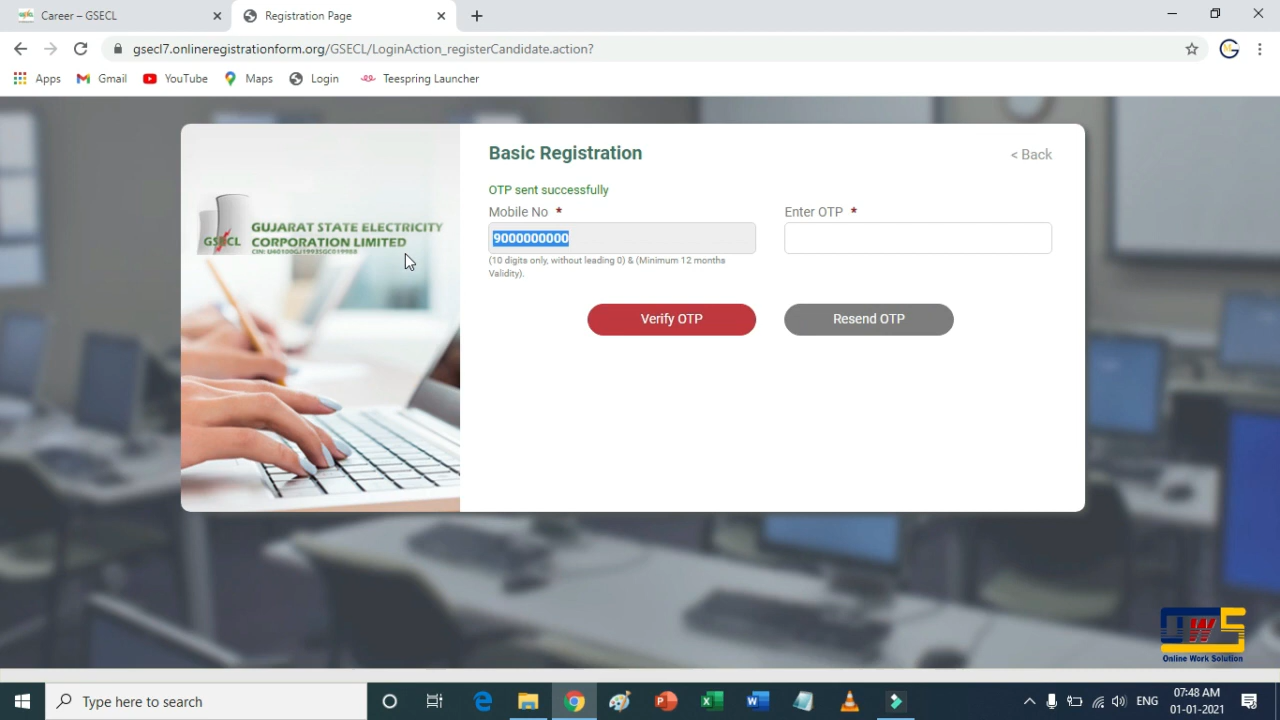 Career – GSECL
Registration Page
gsecl7.onlineregistrationform.org/GSECL/LoginAction_registerCandidate.action?
Apps
Gmail
YouTube
Maps
Login
Teespring Launcher
Basic Registration
< Back
OTP sent successfully
Mobile No *
Enter OTP *
9000000000
(10 digits only, without leading 0) & (Minimum 12 months
Validity).
Verify OTP
Resend OTP
GSECL
GUJARAT STATE ELECTRICITY
CORPORATION LIMITED
OWS
Online Work Solution
Type here to search
ENG
07:48 AM
01-01-2021